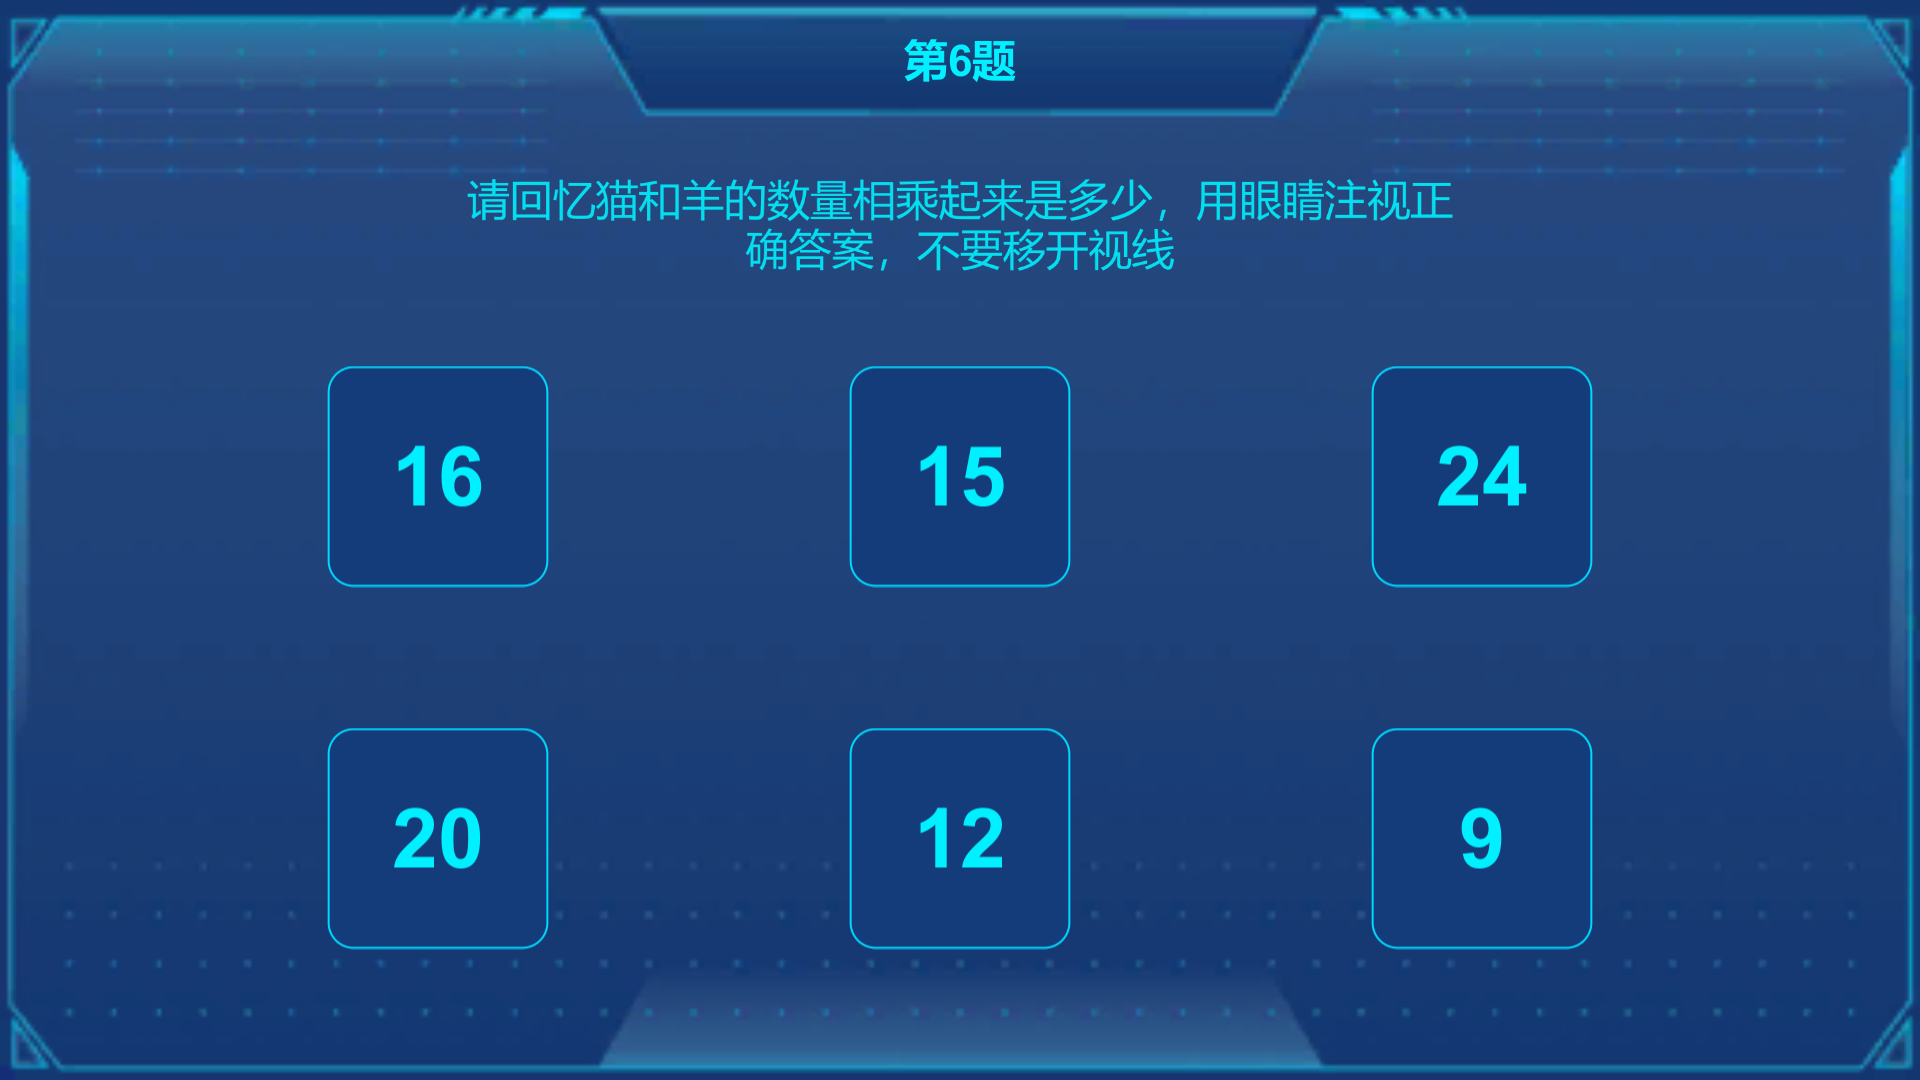 第6题
请回忆猫和羊的数量相乘起来是多少，用眼睛注视正
确答案，不要移开视线
16 15 24
20 12 9